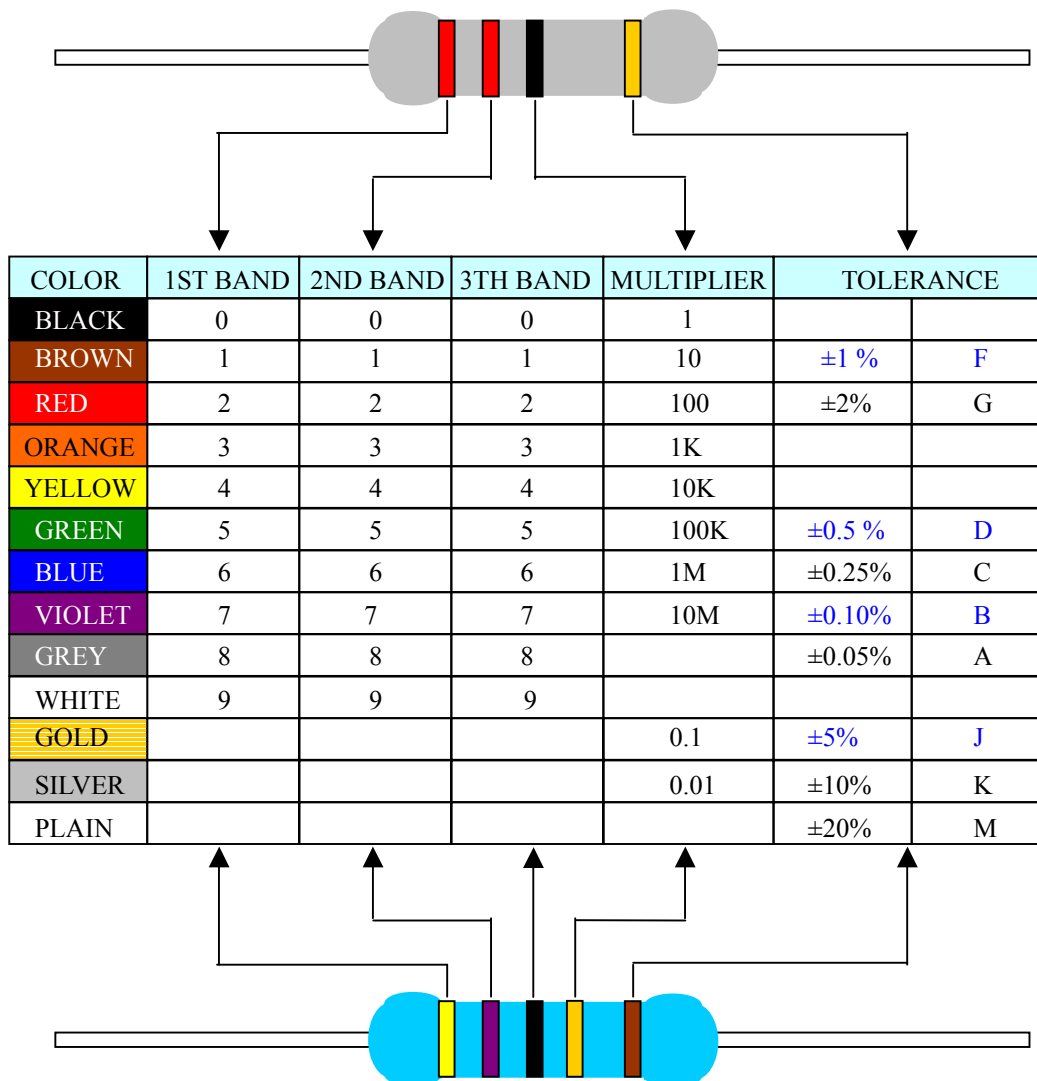 COLOR 1ST BAND 2ND BAND 3TH BAND MULTIPLIER TOLERANCE
BLACK 0 0 0 1
BROWN 1 1 1 10 ±1 % F
RED 2 2 2 100 ±2% G
ORANGE 3 3 3 1K
YELLOW 4 4 4 10K
GREEN 5 5 5 100K ±0.5 % D
BLUE 6 6 6 1M ±0.25% C
VIOLET 7 7 7 10M ±0.10% B
GREY 8 8 8 ±0.05% A
WHITE 9 9 9
GOLD 0.1 ±5% J
SILVER 0.01 ±10% K
PLAIN ±20% M